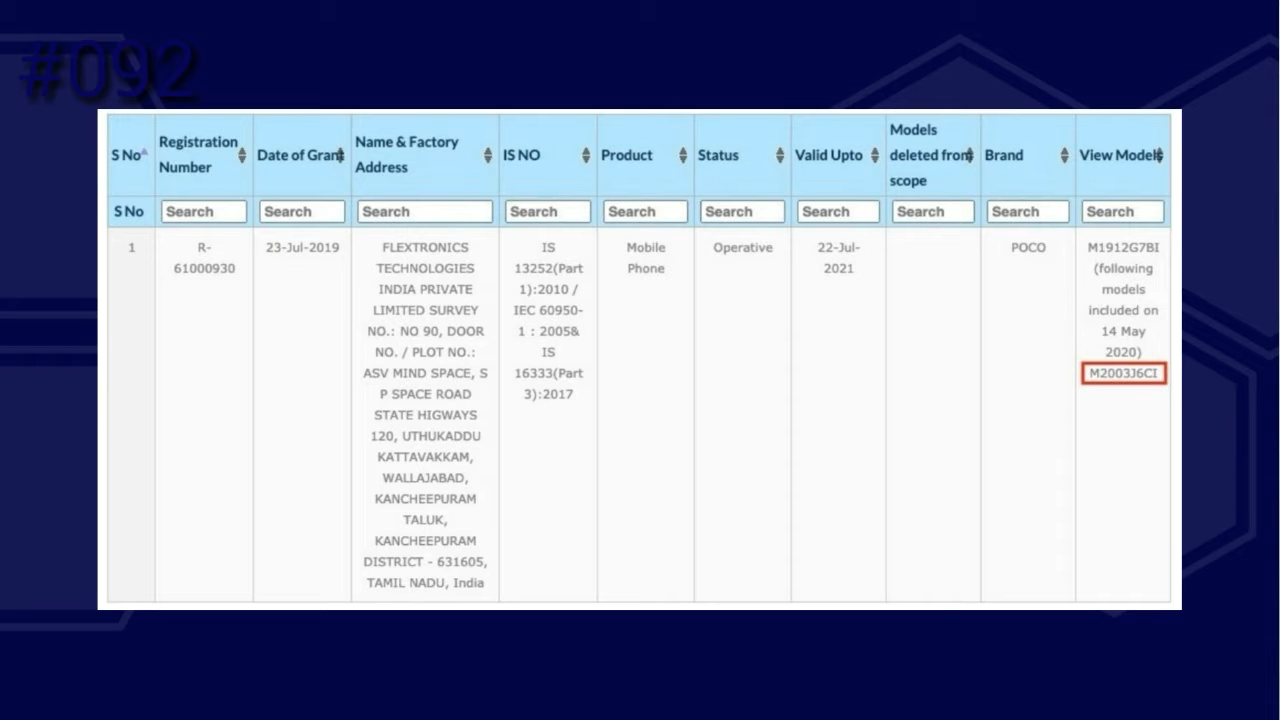 #092
S No
Registration Number
Date of Grant
Name & Factory Address
IS NO
Product
Status
Valid Upto
Models deleted from scope
Brand
View Models
S No
Search
Search
Search
Search
Search
Search
Search
Search
Search
Search
1
R-
61000930
23-Jul-2019
FLEXTRONICS
TECHNOLOGIES
INDIA PRIVATE
LIMITED SURVEY
NO.: NO 90, DOOR
NO. / PLOT NO.:
ASV MIND SPACE, S
P SPACE ROAD
STATE HIGWAYS
120, UTHUKADDU
KATTAVAKKAM,
WALLAJABAD,
KANCHEEPURAM
TALUK,
KANCHEEPURAM
DISTRICT - 631605,
TAMIL NADU, India
IS
13252(Part
1):2010 /
IEC 60950-
1 : 2005&
IS
16333(Part
3):2017
Mobile
Phone
Operative
22-Jul-
2021
POCO
M1912G7BI
(following
models
included on
14 May
2020)
M2003J6CI